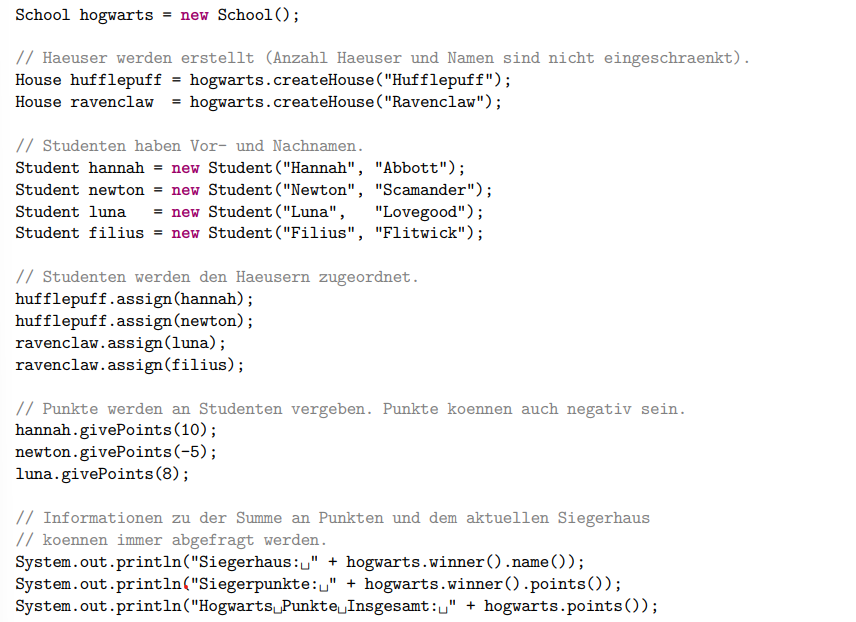 School hogwarts = new School();
// Haeuser werden erstellt (Anzahl Haeuser und Namen sind nicht eingeschraenkt).
House hufflepuff = hogwarts.createHouse("Hufflepuff");
House ravenclaw  = hogwarts.createHouse("Ravenclaw");
// Studenten haben Vor- und Nachnamen.
Student hannah = new Student("Hannah", "Abbott");
Student newton = new Student("Newton", "Scamander");
Student luna   = new Student("Luna",   "Lovegood");
Student filius = new Student("Filius", "Flitwick");
// Studenten werden den Haeusern zugeordnet.
hufflepuff.assign(hannah);
hufflepuff.assign(newton);
ravenclaw.assign(luna);
ravenclaw.assign(filius);
// Punkte werden an Studenten vergeben. Punkte koennen auch negativ sein.
hannah.givePoints(10);
newton.givePoints(-5);
luna.givePoints(8);
// Informationen zu der Summe an Punkten und dem aktuellen Siegerhaus
// koennen immer abgefragt werden.
System.out.println("Siegerhaus:␣" + hogwarts.winner().name());
System.out.println("Siegerpunkte:␣" + hogwarts.winner().points());
System.out.println("Hogwarts␣Punkte␣Insgesamt:␣" + hogwarts.points());